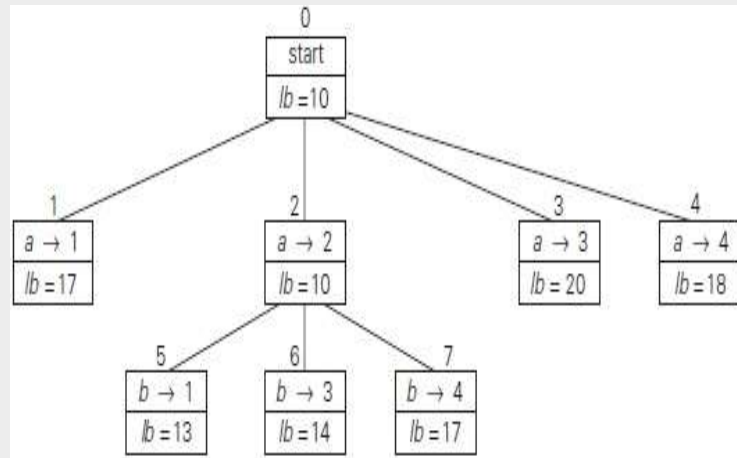 0
start
lb =10
1
2
3
4
a → 1
a → 2
a → 3
a → 4
lb =17
lb =10
lb =20
lb =18
5
6
7
b → 1
b → 3
b → 4
lb =13
lb =14
lb =17